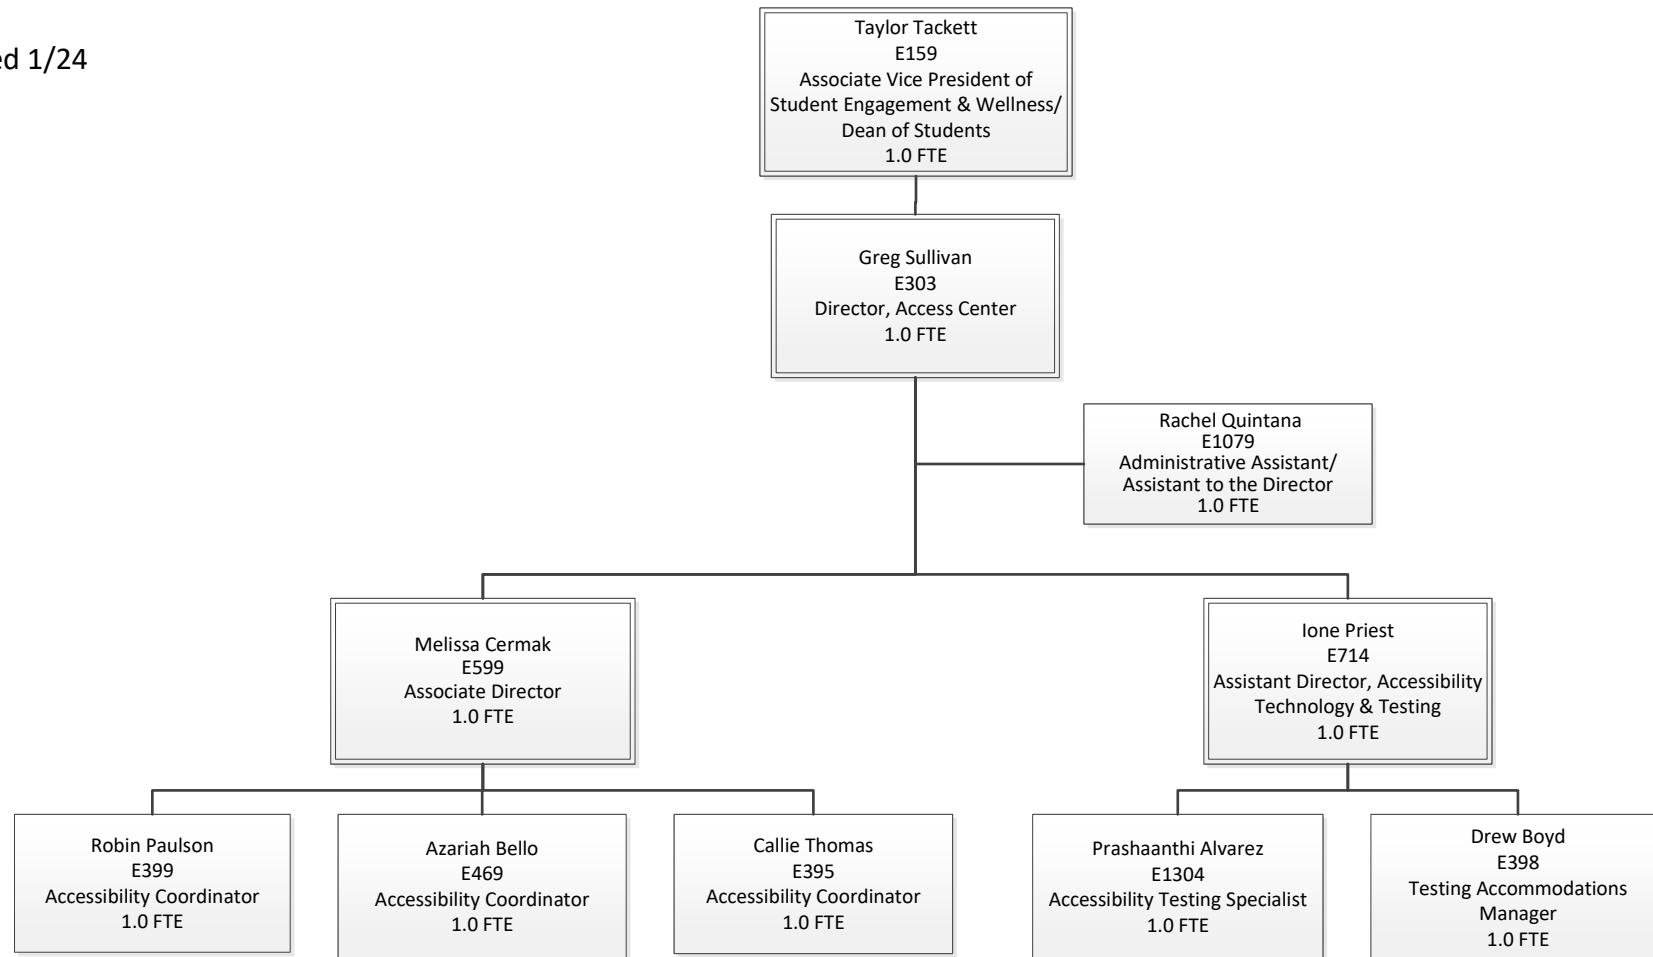 1/24
Taylor Tackett
E159
Associate Vice President of
Student Engagement & Wellness/
Dean of Students
1.0 FTE
Greg Sullivan
E303
Director, Access Center
1.0 FTE
Rachel Quintana
E1079
Administrative Assistant/
Assistant to the Director
1.0 FTE
Melissa Cermak
E599
Associate Director
1.0 FTE
Ione Priest
E714
Assistant Director, Accessibility
Technology & Testing
1.0 FTE
Robin Paulson
E399
Accessibility Coordinator
1.0 FTE
Azariah Bello
E469
Accessibility Coordinator
1.0 FTE
Callie Thomas
E395
Accessibility Coordinator
1.0 FTE
Prashaanthi Alvarez
E1304
Accessibility Testing Specialist
1.0 FTE
Drew Boyd
E398
Testing Accommodations
Manager
1.0 FTE